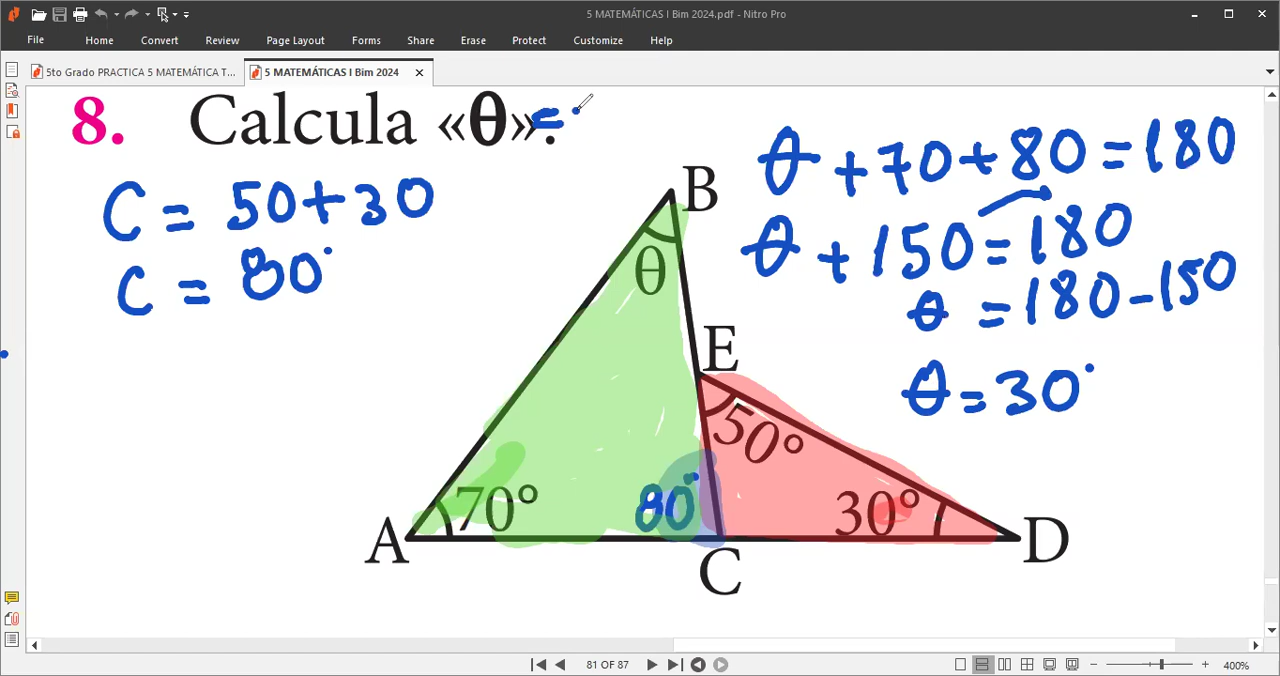 5 MATEMÁTICAS I Bim 2024.pdf - Nitro Pro
File Home Convert Review Page Layout Forms Share Erase Protect Customize Help
5to Grado PRACTICA 5 MATEMÁTICA T... 5 MATEMÁTICAS I Bim 2024
8. Calcula «θ». =
C = 50+30
C = 80°
θ+70+80=180
θ+150=180
θ=180-150
θ=30°
B
θ
E
50°
70°
80°
30°
A
C
D
81 OF 87
400%